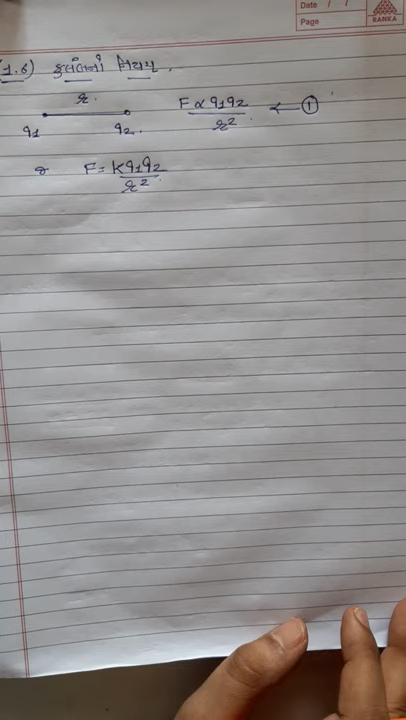 Date / /
Page
RANKA
(1.6) કુલંબનો નિયમ.
r.
F ∝ q1q2 / r² ← ①
q1 q2.
F = Kq1q2 / r²